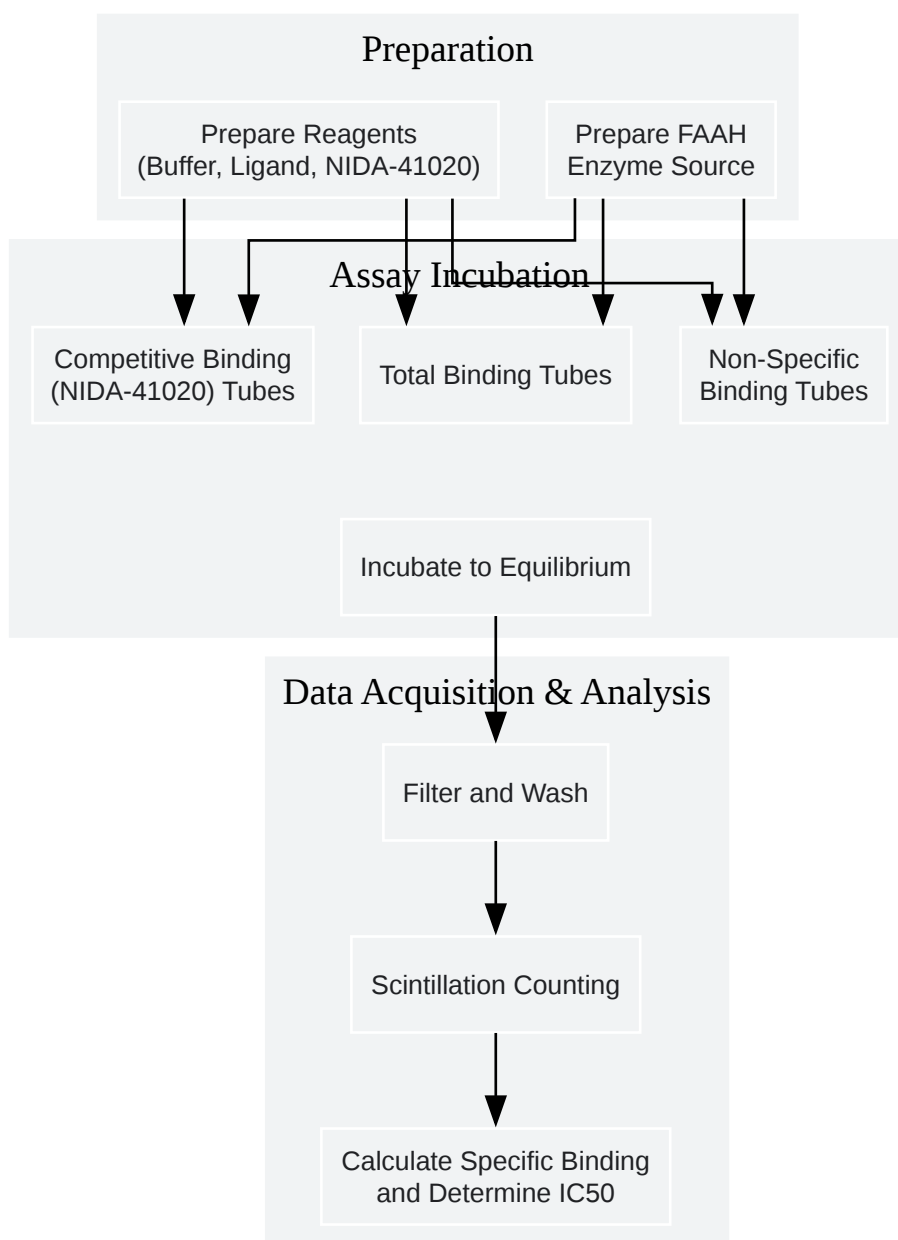 Preparation
Prepare Reagents
(Buffer, Ligand, NIDA-41020)
Prepare FAAH
Enzyme Source
Assay Incubation
Competitive Binding
(NIDA-41020) Tubes
Total Binding Tubes
Non-Specific
Binding Tubes
Incubate to Equilibrium
Data Acquisition & Analysis
Filter and Wash
Scintillation Counting
Calculate Specific Binding
and Determine IC50